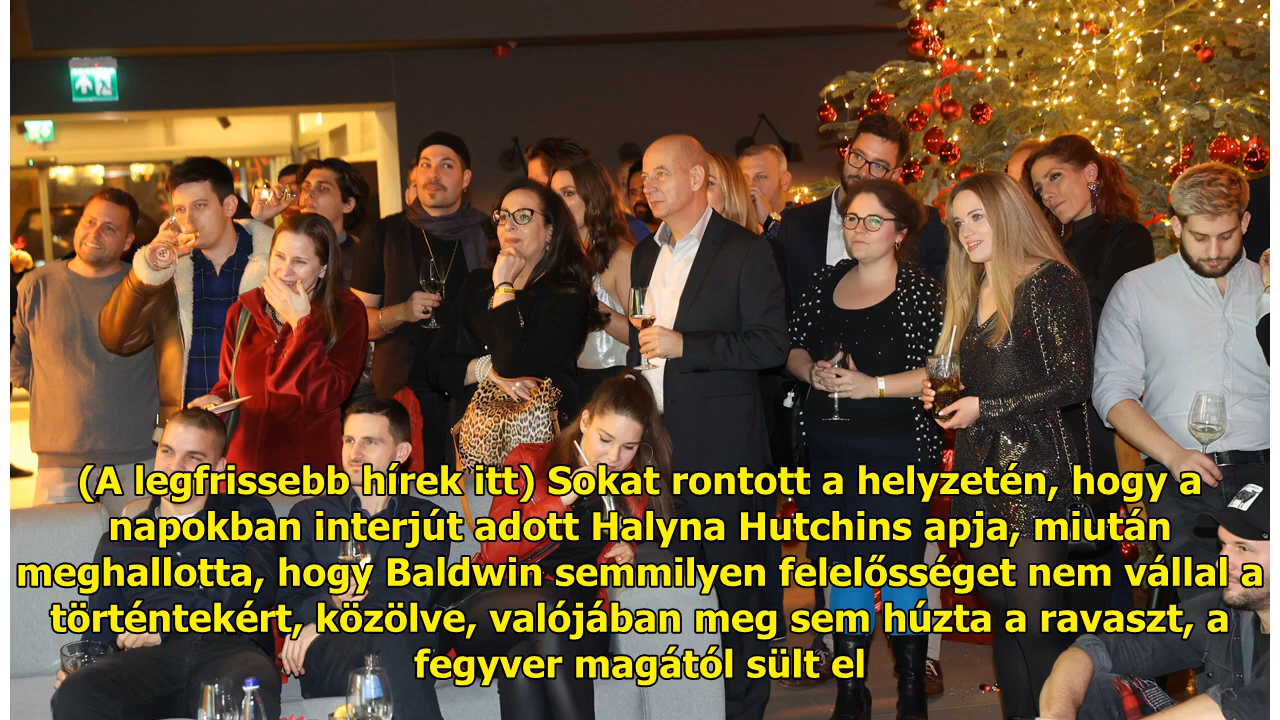 (A legfrissebb hírek itt) Sokat rontott a helyzetén, hogy a
napokban interjút adott Halyna Hutchins apja, miután
meghallotta, hogy Baldwin semmilyen felelősséget nem vállal a
történtekért, közölve, valójában meg sem húzta a ravaszt, a
fegyver magától sült el